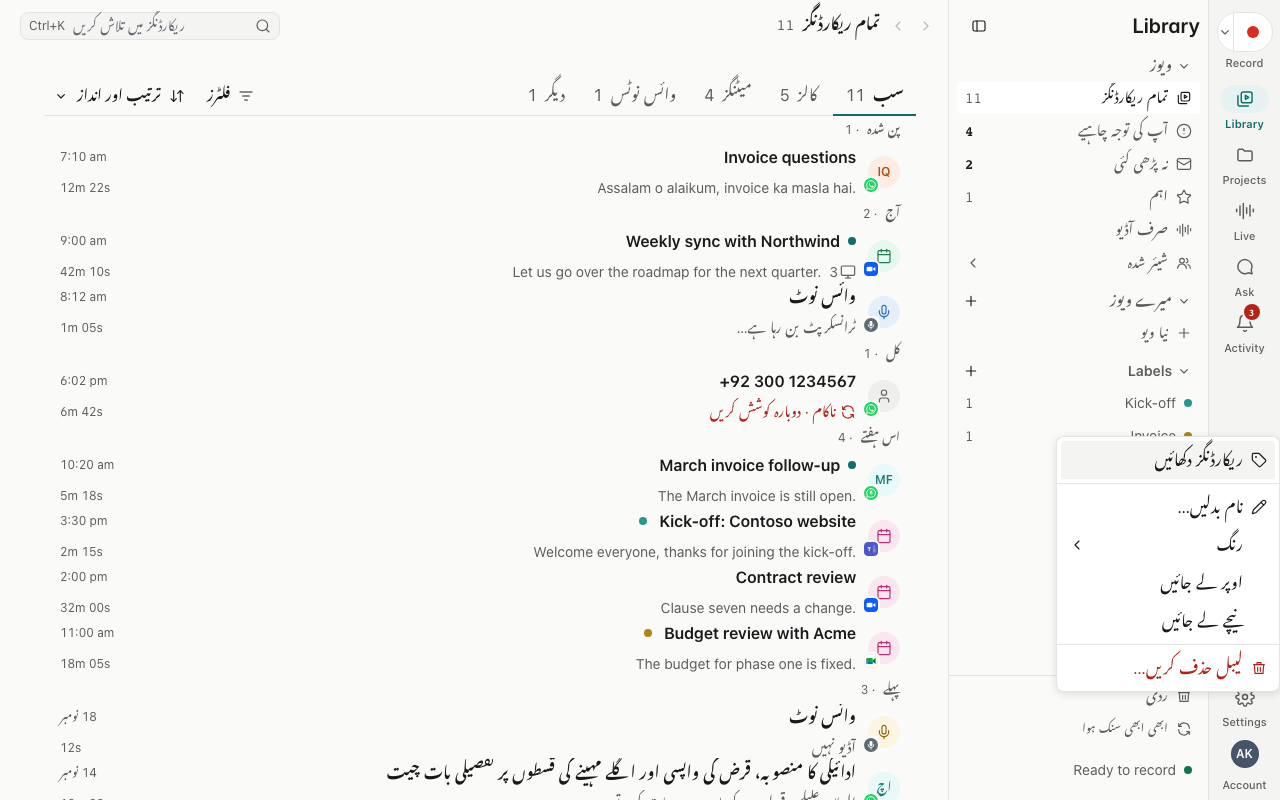 Record
Library
Projects
Live
Ask
3
Activity
Settings
AK
Account
Library
ویوز
تمام ریکارڈنگز 11
آپ کی توجہ چاہیے 4
نہ پڑھی گئی 2
اہم 1
صرف آڈیو
شیئر شدہ
میرے ویوز
نیا ویو
Labels
Kick-off 1
Invoice 1
ریکارڈنگز دکھائیں
نام بدلیں...
رنگ
اوپر لے جائیں
نیچے لے جائیں
لیبل حذف کریں...
ردی
ابھی ابھی سنک ہوا
Ready to record
تمام ریکارڈنگز 11
ریکارڈنگز میں تلاش کریں Ctrl+K
سب 11 کالز 5 میٹنگز 4 وائس نوٹس 1 دیگر 1
فلٹرز ترتیب اور انداز
پن شدہ · 1
Invoice questions 7:10 am
IQ
Assalam o alaikum, invoice ka masla hai. 12m 22s
آج · 2
Weekly sync with Northwind 9:00 am
3 Let us go over the roadmap for the next quarter. 42m 10s
وائس نوٹ 8:12 am
ٹرانسکرپٹ بن رہا ہے... 1m 05s
کل · 1
+92 300 1234567 6:02 pm
ناکام · دوبارہ کوشش کریں 6m 42s
اس ہفتے · 4
March invoice follow-up 10:20 am
MF
The March invoice is still open. 5m 18s
Kick-off: Contoso website 3:30 pm
Welcome everyone, thanks for joining the kick-off. 2m 15s
Contract review 2:00 pm
Clause seven needs a change. 32m 00s
Budget review with Acme 11:00 am
The budget for phase one is fixed. 18m 05s
پہلے · 3
وائس نوٹ 18 نومبر
آڈیو نہیں 12s
ادائیگی کا منصوبہ، قرض کی واپسی اور اگلے مہینے کی قسطوں پر تفصیلی بات چیت 14 نومبر
اچ